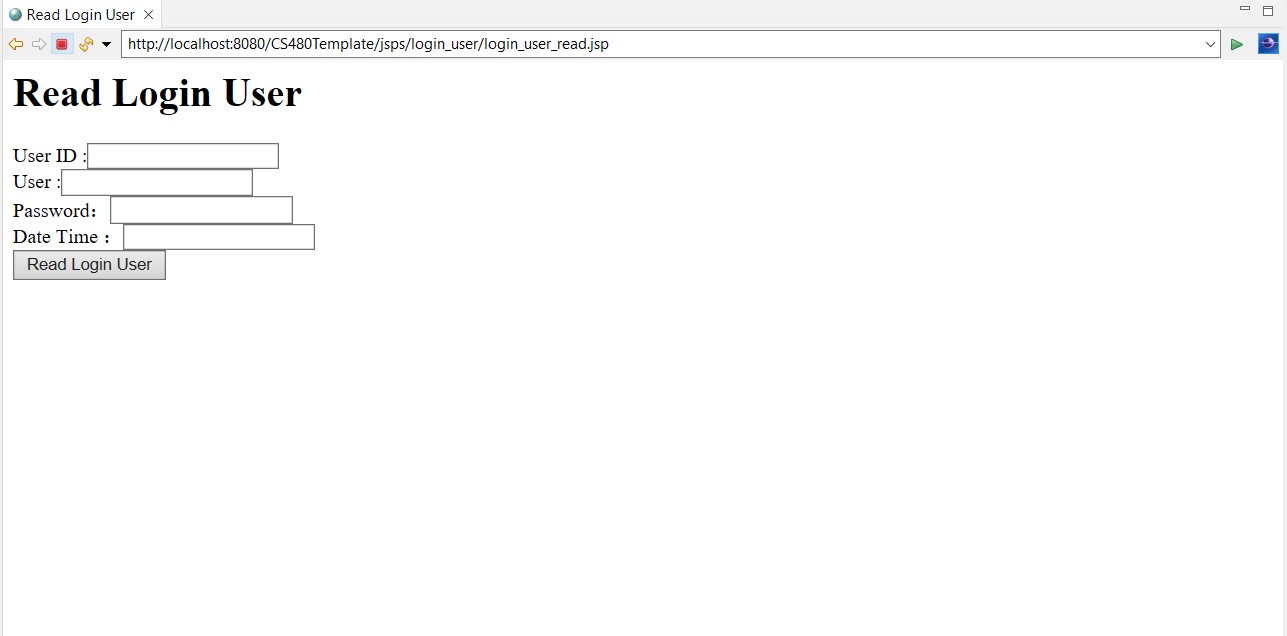 Read Login User
http://localhost:8080/CS480Template/jsps/login_user/login_user_read.jsp
Read Login User
User ID :
User :
Password：
Date Time ：
Read Login User